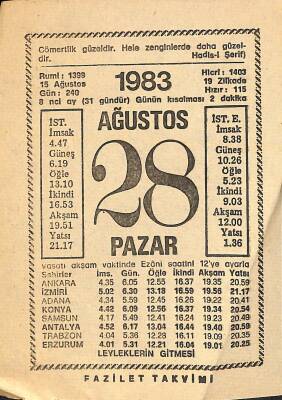 Cömertlik güzeldir. Hele zenginlerde daha güzel-
dir. Hadis-i Şerif)
Rumi : 1399
15 Ağustos
Gün : 240
1983
Hicri : 1403
19 Zilkade
Hızır : 115
8 nci ay (31 gündür) Günün kısalması 2 dakika
İST.
İmsak
4.47
Güneş
6.19
Öğle
13.10
İkindi
16.53
Akşam
19.51
Yatsı
21.17
AĞUSTOS
28
PAZAR
İST. E.
İmsak
8.38
Güneş
10.26
Öğle
5.23
İkindi
9.03
Akşam
12.00
Yatsı
1.36
Vasati akşam vaktinde Ezâni saatini 12'ye ayarla
Şehirler İms. Gün. Öğle İkindi Akşam Yatsı
ANKARA 4.35 6.05 12.55 16.37 19.35 20.59
İZMİRİ 5.02 6.30 13.17 16.59 19.56 21.17
ADANA 4.34 5.59 12.45 16.26 19.22 20.41
KONYA 4.42 6.09 12.56 16.37 19.34 20.54
SAMSUN 4.17 5.49 12.41 16.24 19.22 20.49
ANTALYA 4.52 6.17 13.04 16.44 19.40 20.59
TRABZON 4.04 5.36 12.28 16.11 19.09 20.35
ERZURUM 4.01 5.31 12.21 16.04 19.01 20.25
LEYLEKLERİN GİTMESİ
FAZİLET TAKVİMİ